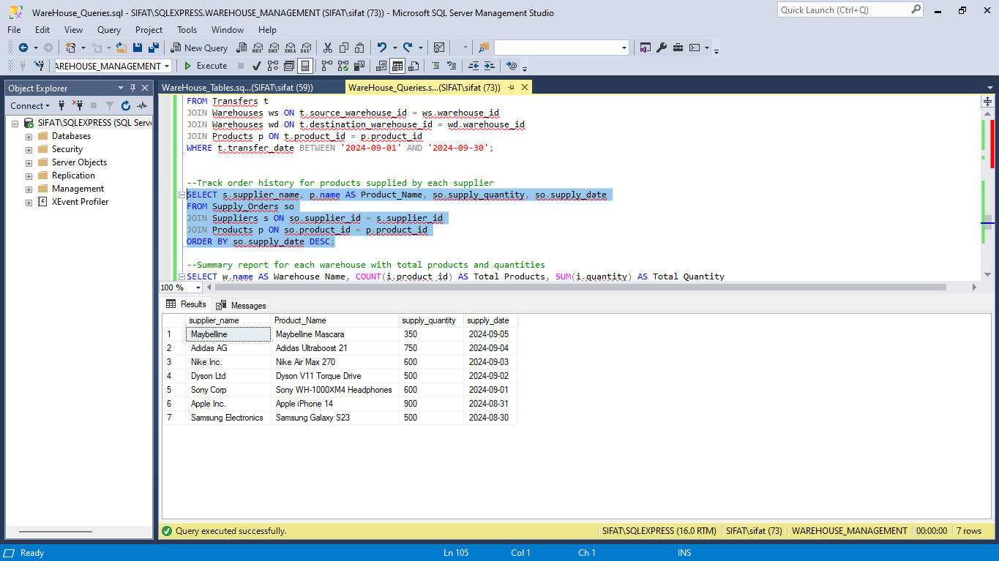 WareHouse_Queries.sql - SIFAT\SQLEXPRESS.WAREHOUSE_MANAGEMENT (SIFAT\sifat (73)) - Microsoft SQL Server Management Studio
Quick Launch (Ctrl+Q)
File Edit View Query Project Tools Window Help
New Query MDX DMX XMLA DAX
AREHOUSE_MANAGEMENT Execute
Object Explorer
Connect
SIFAT\SQLEXPRESS (SQL Serve
Databases
Security
Server Objects
Replication
Management
XEvent Profiler
WareHouse_Tables.sq...(SIFAT\sifat (59)) WareHouse_Queries.s...(SIFAT\sifat (73))
FROM Transfers t
JOIN Warehouses ws ON t.source_warehouse_id = ws.warehouse_id
JOIN Warehouses wd ON t.destination_warehouse_id = wd.warehouse_id
JOIN Products p ON t.product_id = p.product_id
WHERE t.transfer_date BETWEEN '2024-09-01' AND '2024-09-30';
--Track order history for products supplied by each supplier
SELECT s.supplier_name, p.name AS Product_Name, so.supply_quantity, so.supply_date
FROM Supply_Orders so
JOIN Suppliers s ON so.supplier_id = s.supplier_id
JOIN Products p ON so.product_id = p.product_id
ORDER BY so.supply_date DESC;
--Summary report for each warehouse with total products and quantities
SELECT w.name AS Warehouse_Name, COUNT(i.product_id) AS Total_Products, SUM(i.quantity) AS Total_Quantity
100 %
Results Messages
supplier_name Product_Name supply_quantity supply_date
1 Maybelline Maybelline Mascara 350 2024-09-05
2 Adidas AG Adidas Ultraboost 21 750 2024-09-04
3 Nike Inc. Nike Air Max 270 600 2024-09-03
4 Dyson Ltd Dyson V11 Torque Drive 500 2024-09-02
5 Sony Corp Sony WH-1000XM4 Headphones 600 2024-09-01
6 Apple Inc. Apple iPhone 14 900 2024-08-31
7 Samsung Electronics Samsung Galaxy S23 500 2024-08-30
Query executed successfully. SIFAT\SQLEXPRESS (16.0 RTM) SIFAT\sifat (73) WAREHOUSE_MANAGEMENT 00:00:00 7 rows
Ready Ln 105 Col 1 Ch 1 INS